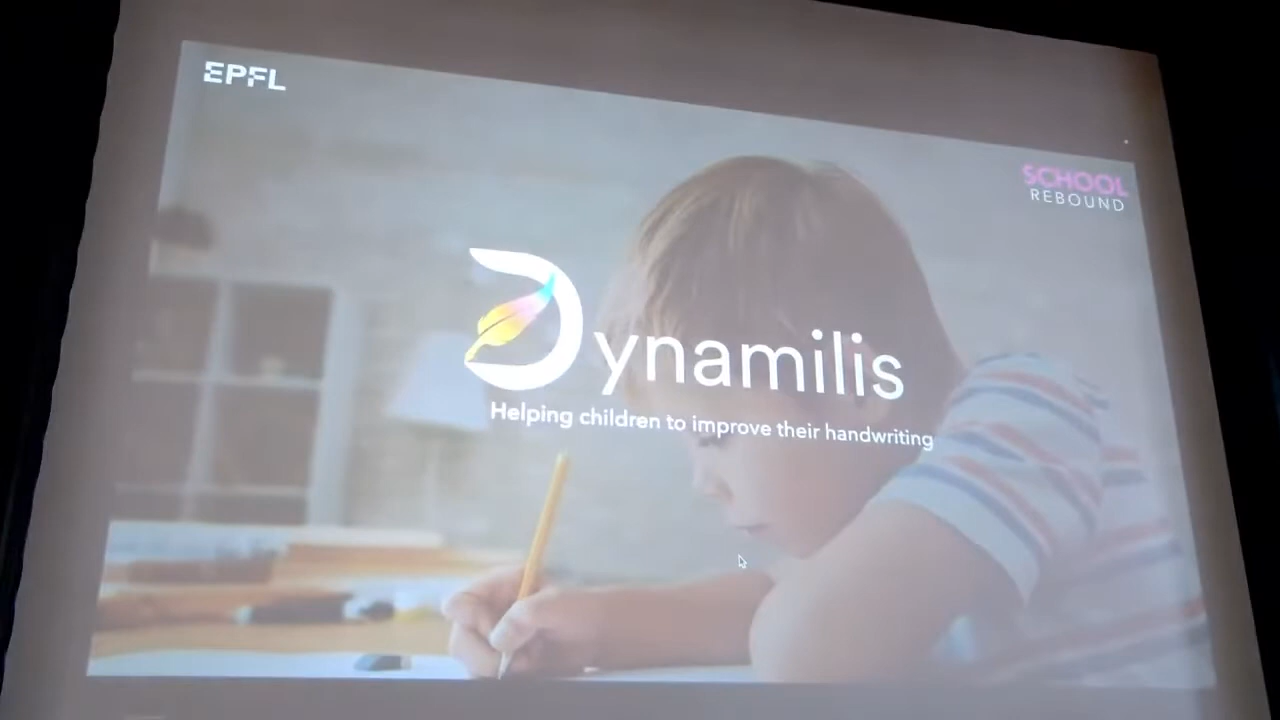 EPFL
SCHOOL
REBOUND
Dynamilis
Helping children to improve their handwriting